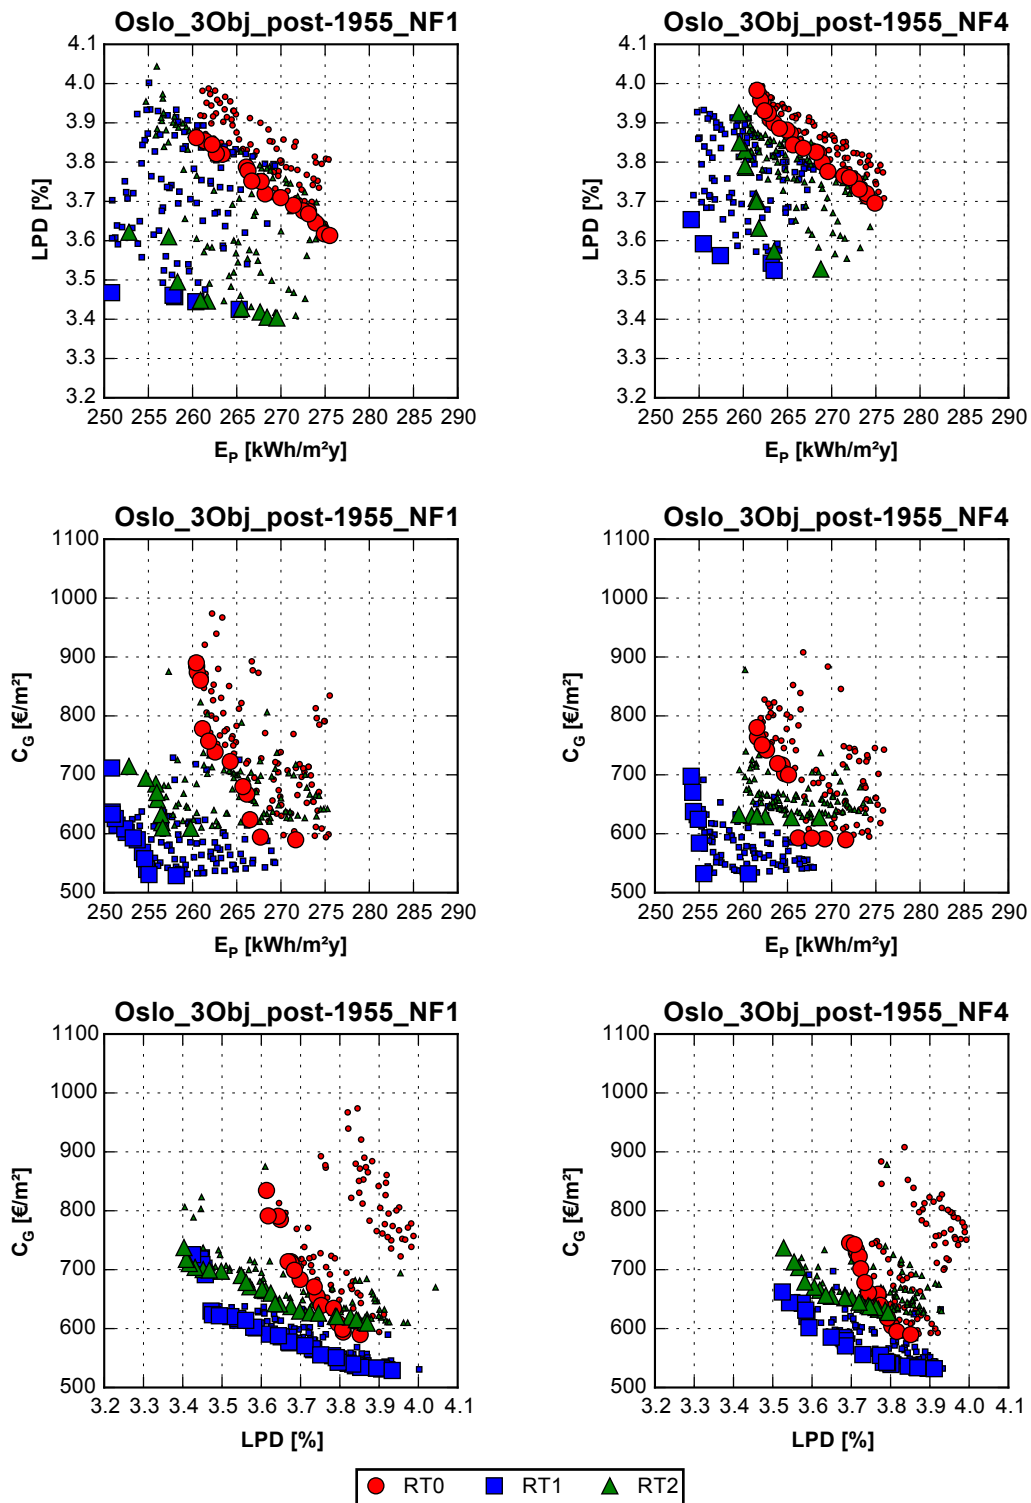 Oslo_3Obj_post-1955_NF1
4.1
4.0
3.9
3.8
3.7
3.6
3.5
3.4
3.3
3.2
LPD [%]
250 255 260 265 270 275 280 285 290
E_P [kWh/m²y]
Oslo_3Obj_post-1955_NF4
4.1
4.0
3.9
3.8
3.7
3.6
3.5
3.4
3.3
3.2
LPD [%]
250 255 260 265 270 275 280 285 290
E_P [kWh/m²y]
Oslo_3Obj_post-1955_NF1
1100
1000
900
800
700
600
500
C_G [€/m²]
250 255 260 265 270 275 280 285 290
E_P [kWh/m²y]
Oslo_3Obj_post-1955_NF4
1100
1000
900
800
700
600
500
C_G [€/m²]
250 255 260 265 270 275 280 285 290
E_P [kWh/m²y]
Oslo_3Obj_post-1955_NF1
1100
1000
900
800
700
600
500
C_G [€/m²]
3.2 3.3 3.4 3.5 3.6 3.7 3.8 3.9 4.0 4.1
LPD [%]
Oslo_3Obj_post-1955_NF4
1100
1000
900
800
700
600
500
C_G [€/m²]
3.2 3.3 3.4 3.5 3.6 3.7 3.8 3.9 4.0 4.1
LPD [%]
RT0 RT1 RT2